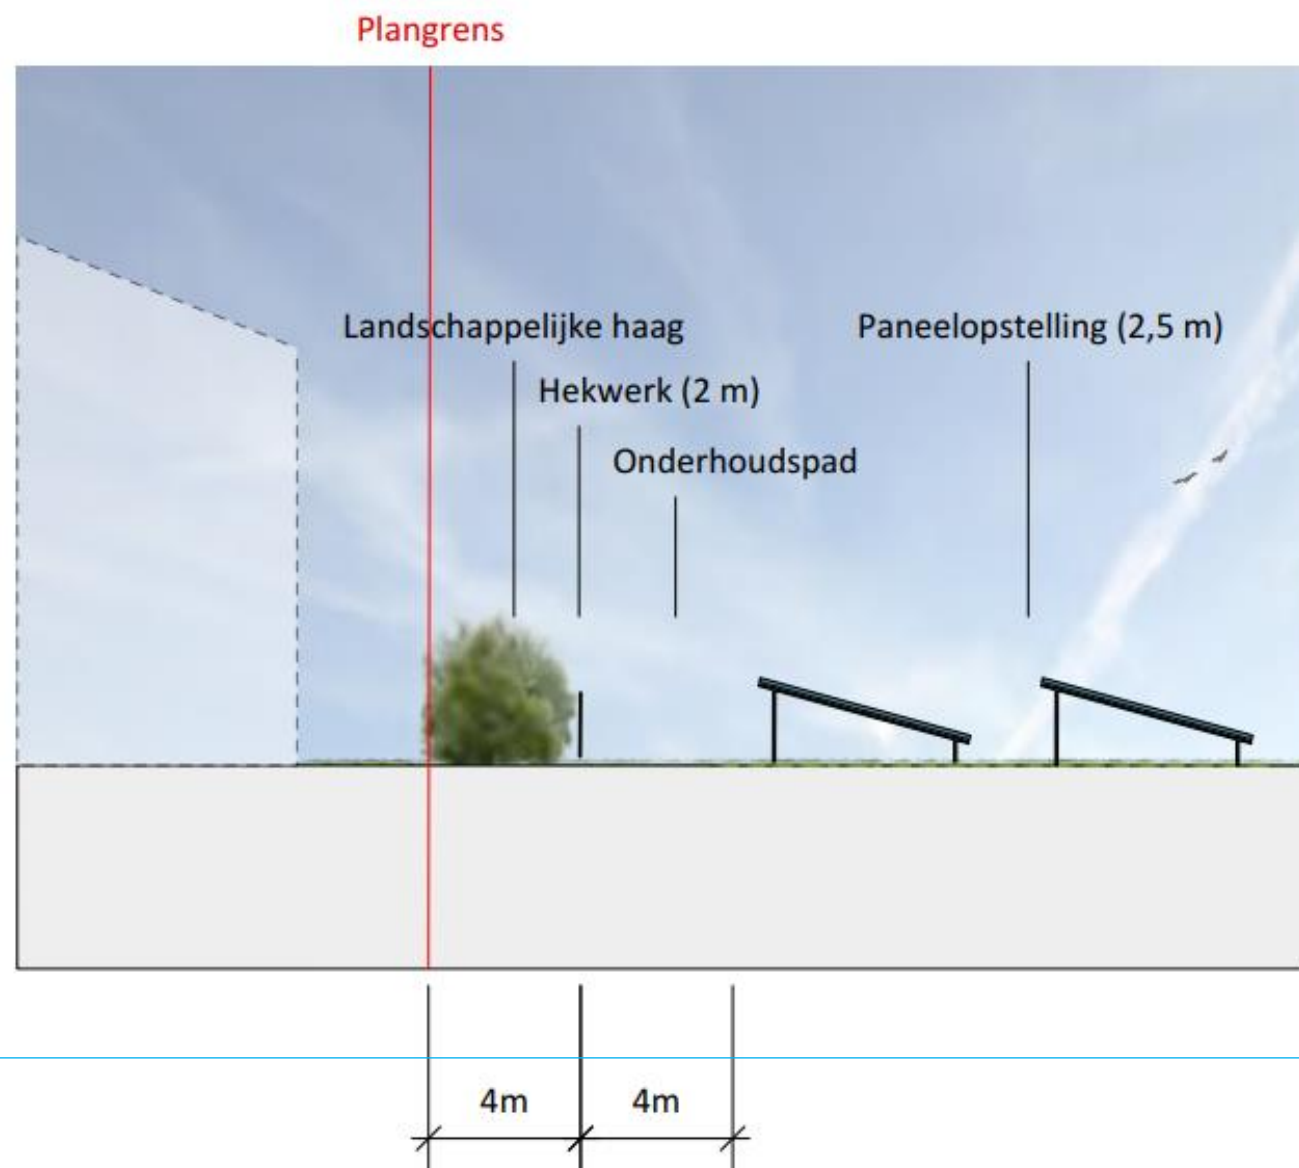 Plangrens
Landschappelijke haag
Paneelopstelling (2,5 m)
Hekwerk (2 m)
Onderhoudspad
4m
4m